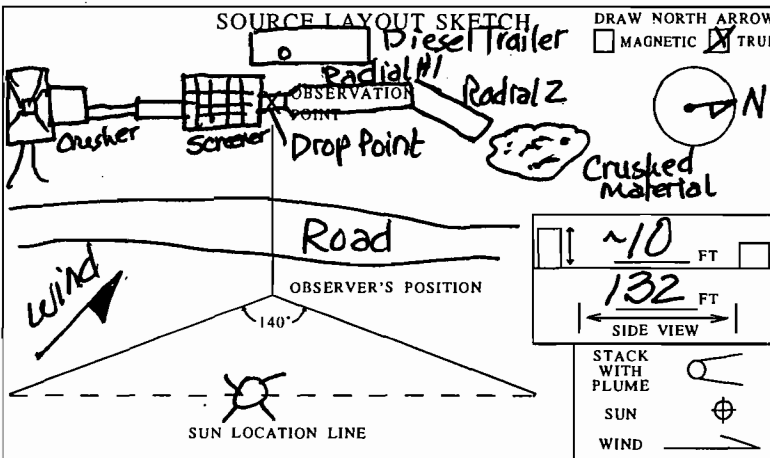 SOURCE LAYOUT SKETCH
DRAW NORTH ARROW
MAGNETIC TRUE
Diesel Trailer
Radial #1
OBSERVATION
POINT
Radial 2
N
Crusher
Screener
Drop Point
Crushed
Material
Road
Wind
~10 FT
132 FT
SIDE VIEW
OBSERVER'S POSITION
140°
SUN LOCATION LINE
STACK
WITH
PLUME
SUN
WIND